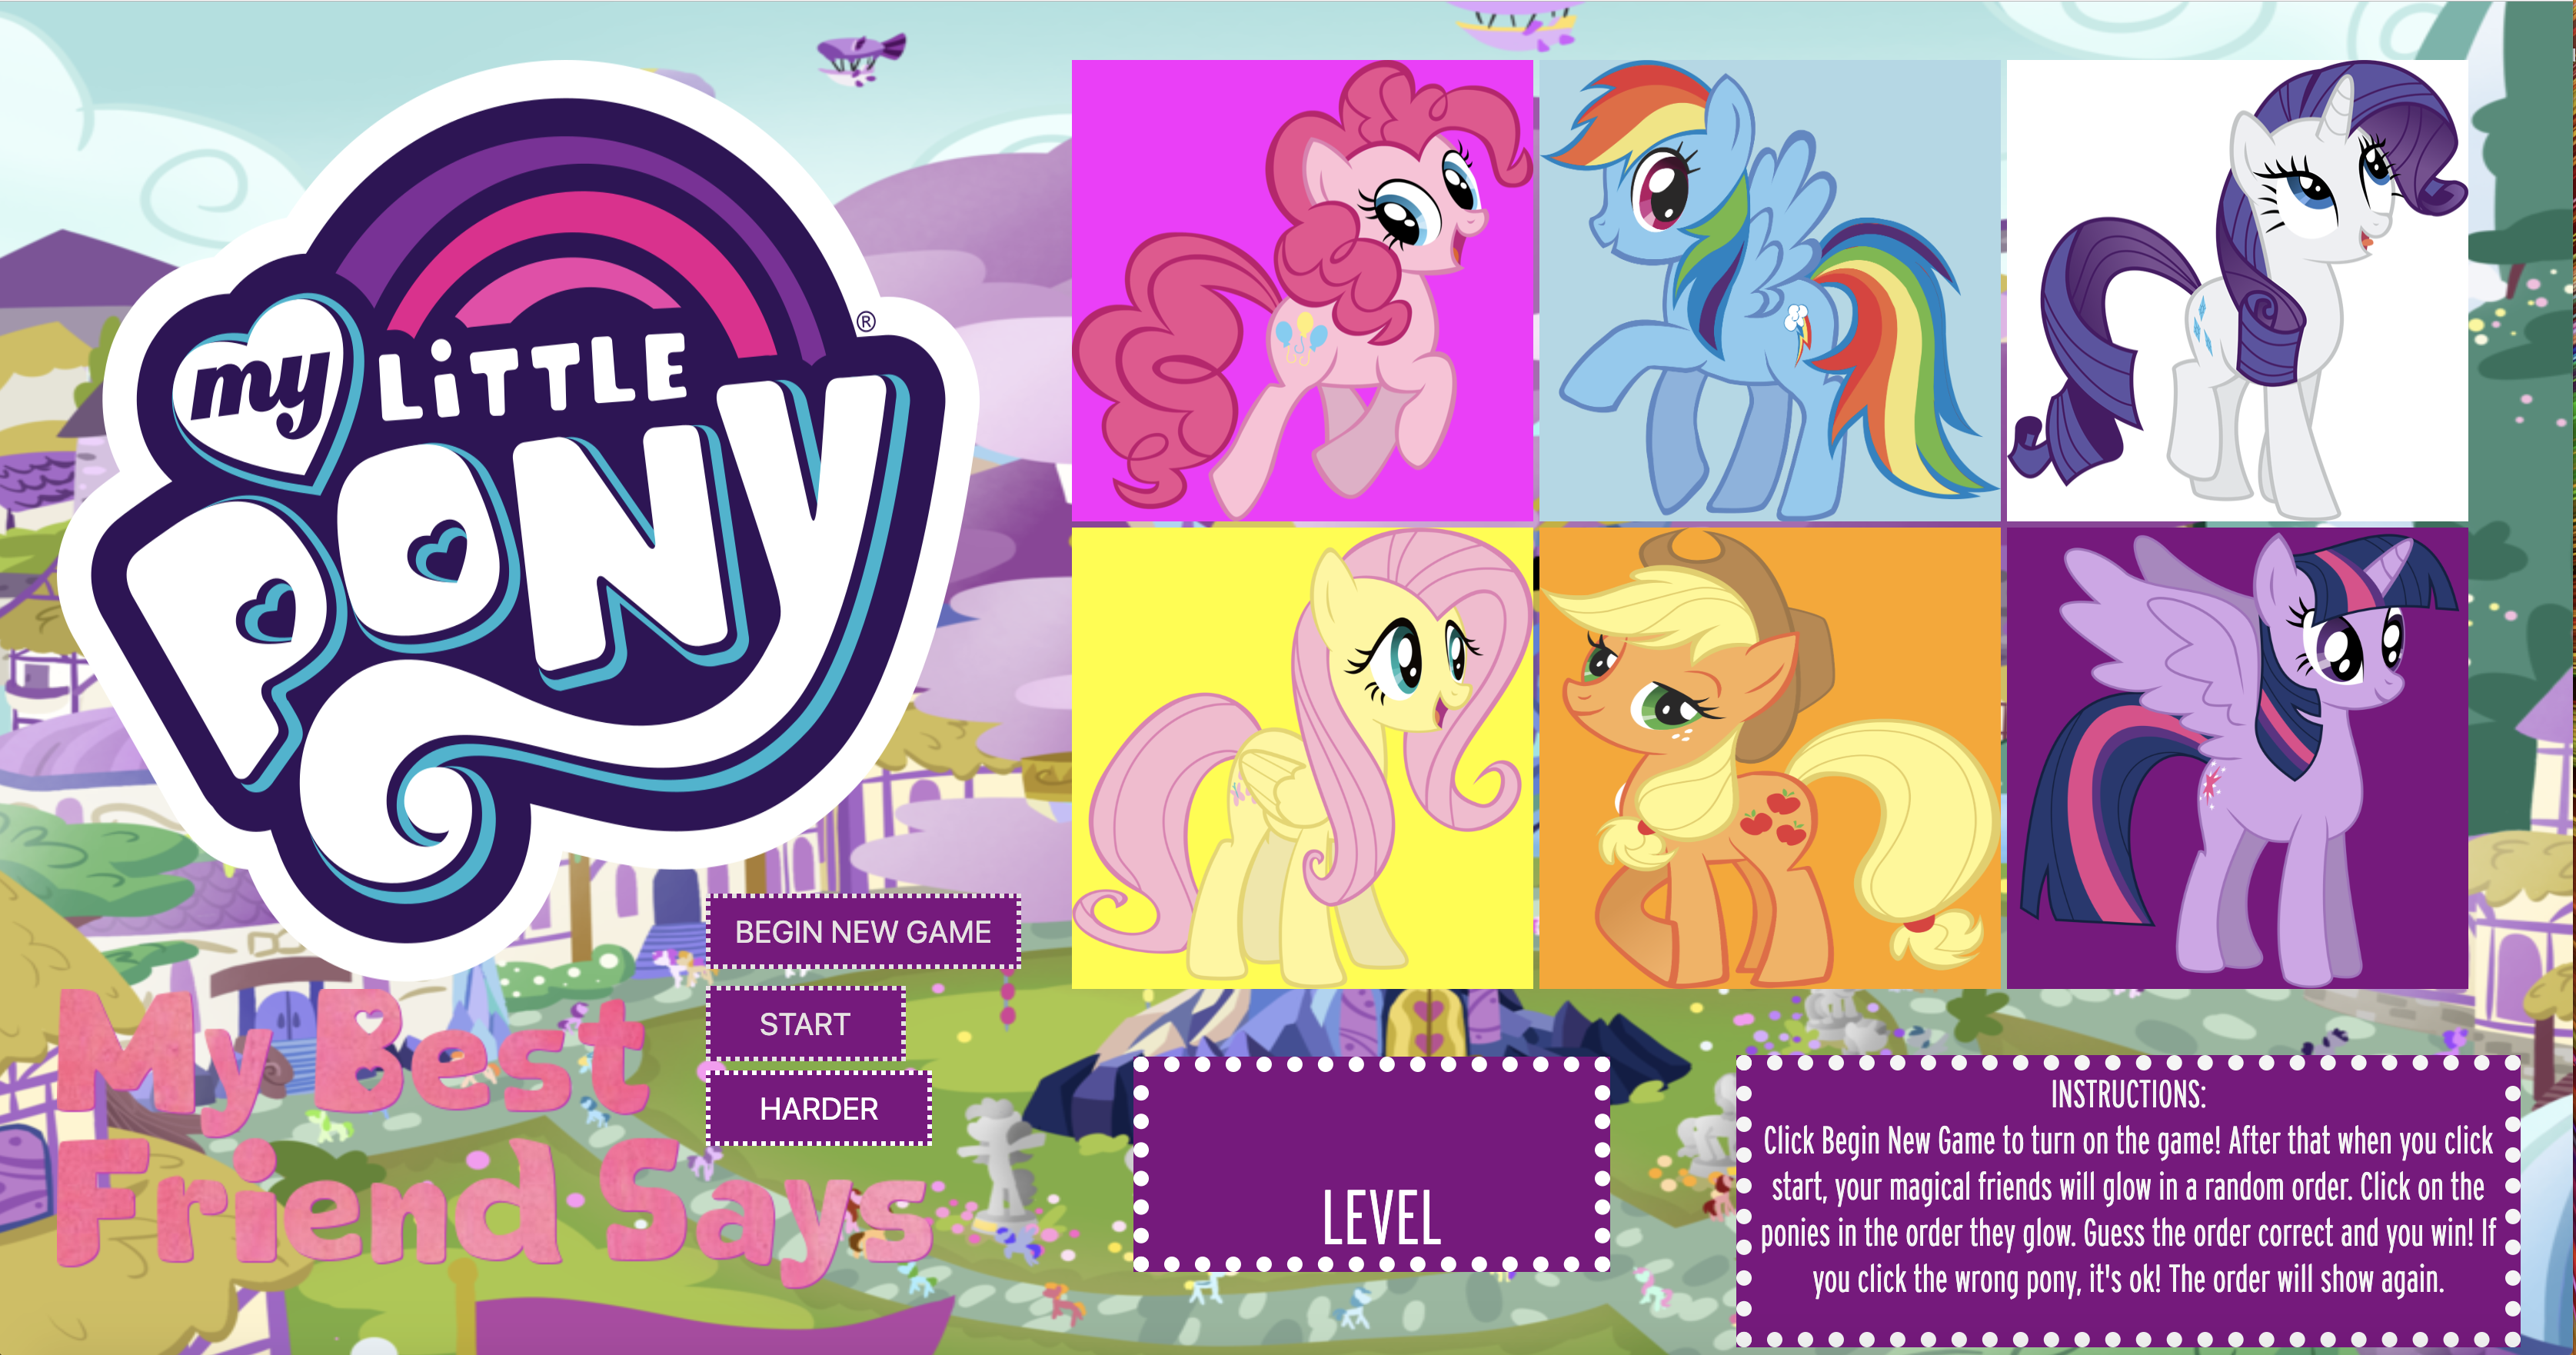 my
LiTTLE
PONY
®
My Best
Friend Says
BEGIN NEW GAME
START
HARDER
LEVEL
INSTRUCTIONS:
Click Begin New Game to turn on the game! After that when you click
start, your magical friends will glow in a random order. Click on the
ponies in the order they glow. Guess the order correct and you win! If
you click the wrong pony, it's ok! The order will show again.